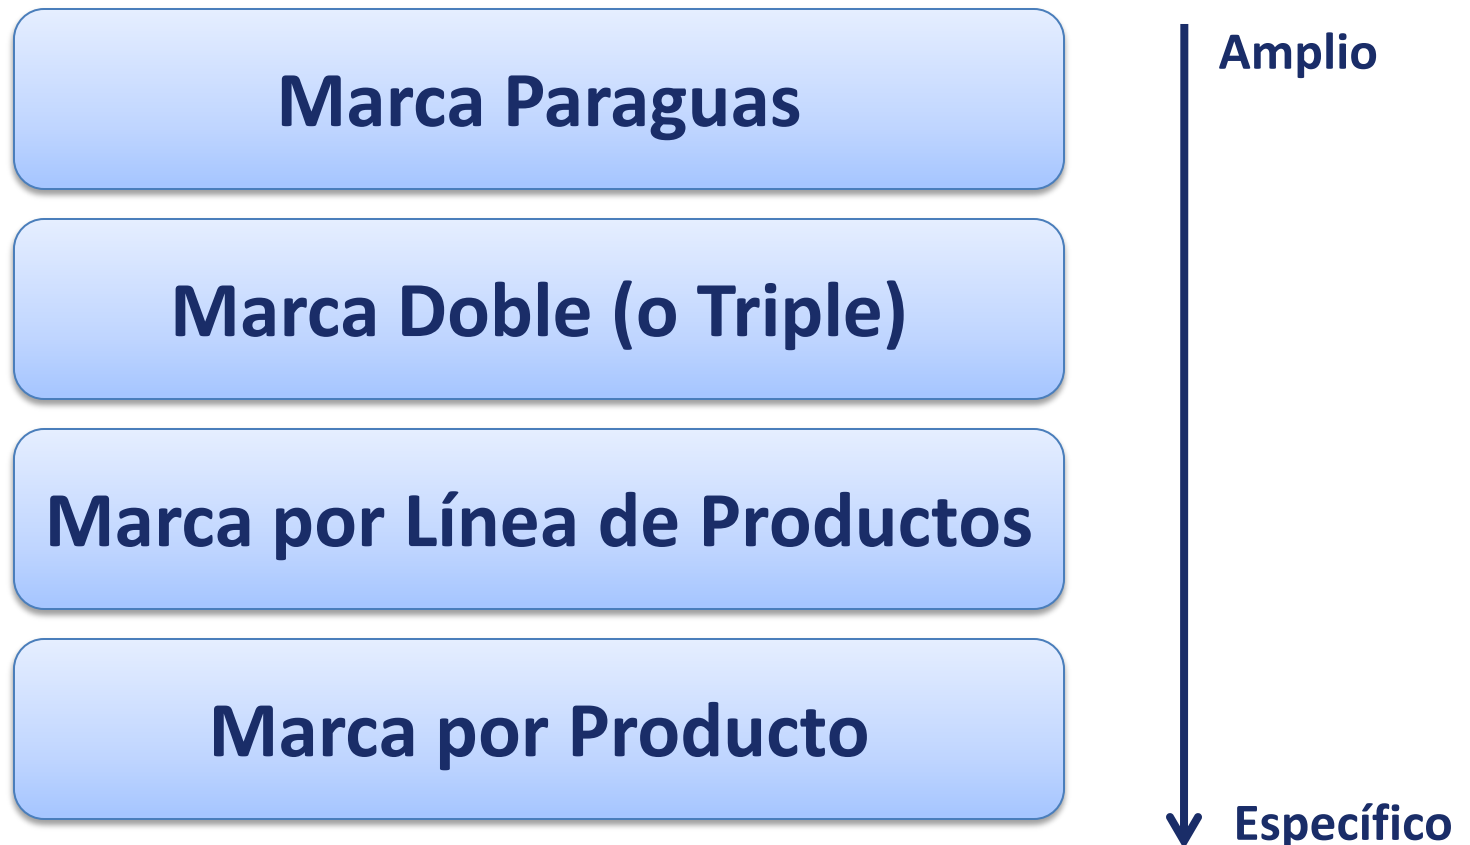 Marca Paraguas
Amplio
Marca Doble (o Triple)
Marca por Línea de Productos
Marca por Producto
Específico